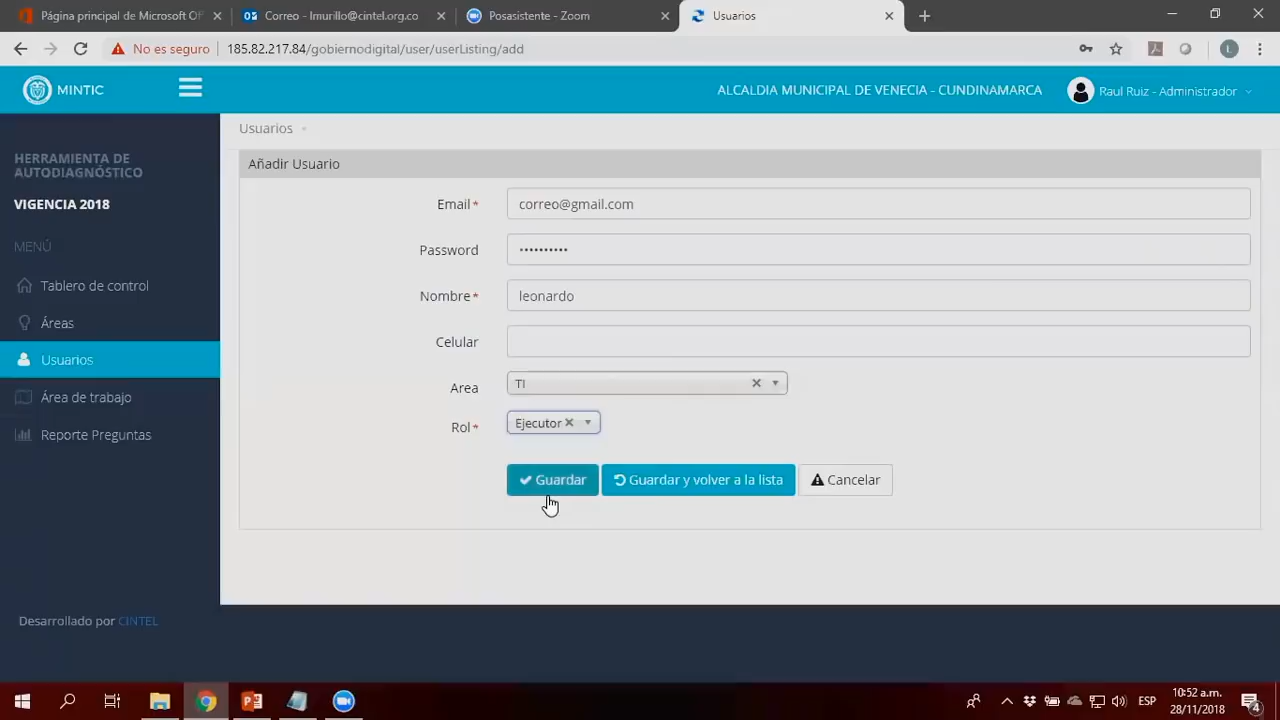 Página principal de Microsoft Of
Correo - lmurillo@cintel.org.co
Posasistente - Zoom
Usuarios
No es seguro
185.82.217.84/gobiernodigital/user/userListing/add
L
MINTIC
ALCALDIA MUNICIPAL DE VENECIA - CUNDINAMARCA
Raul Ruiz - Administrador
HERRAMIENTA DE
AUTODIAGNÓSTICO
VIGENCIA 2018
MENÚ
Tablero de control
Áreas
Usuarios
Área de trabajo
Reporte Preguntas
Desarrollado por CINTEL
Usuarios
Añadir Usuario
Email* correo@gmail.com
Password ••••••••••
Nombre* leonardo
Celular
Area TI
Rol* Ejecutor
Guardar
Guardar y volver a la lista
Cancelar
ESP
10:52 a.m.
28/11/2018
4